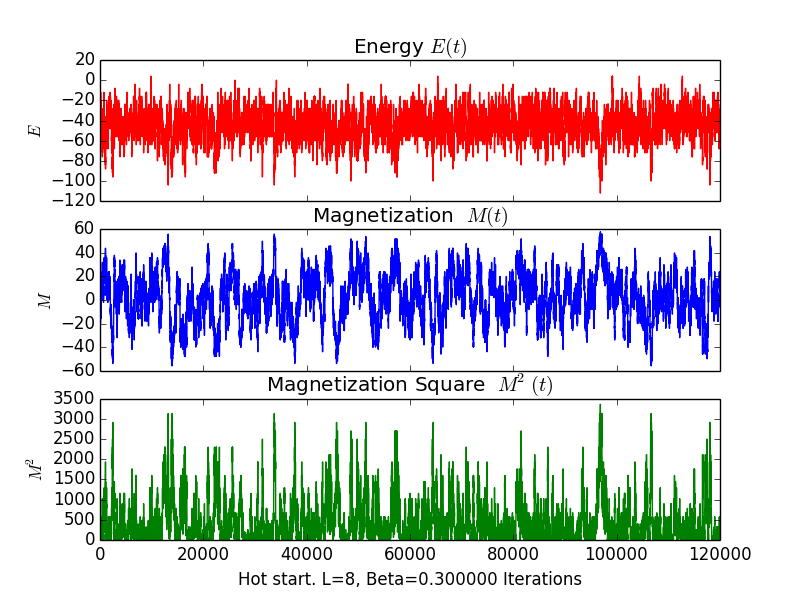 Energy E(t)
20
0
−20
−40
−60
−80
−100
−120
E
Magnetization M(t)
60
40
20
0
−20
−40
−60
M
Magnetization Square M² (t)
3500
3000
2500
2000
1500
1000
500
0
M²
0 20000 40000 60000 80000 100000 120000
Hot start. L=8, Beta=0.300000 Iterations